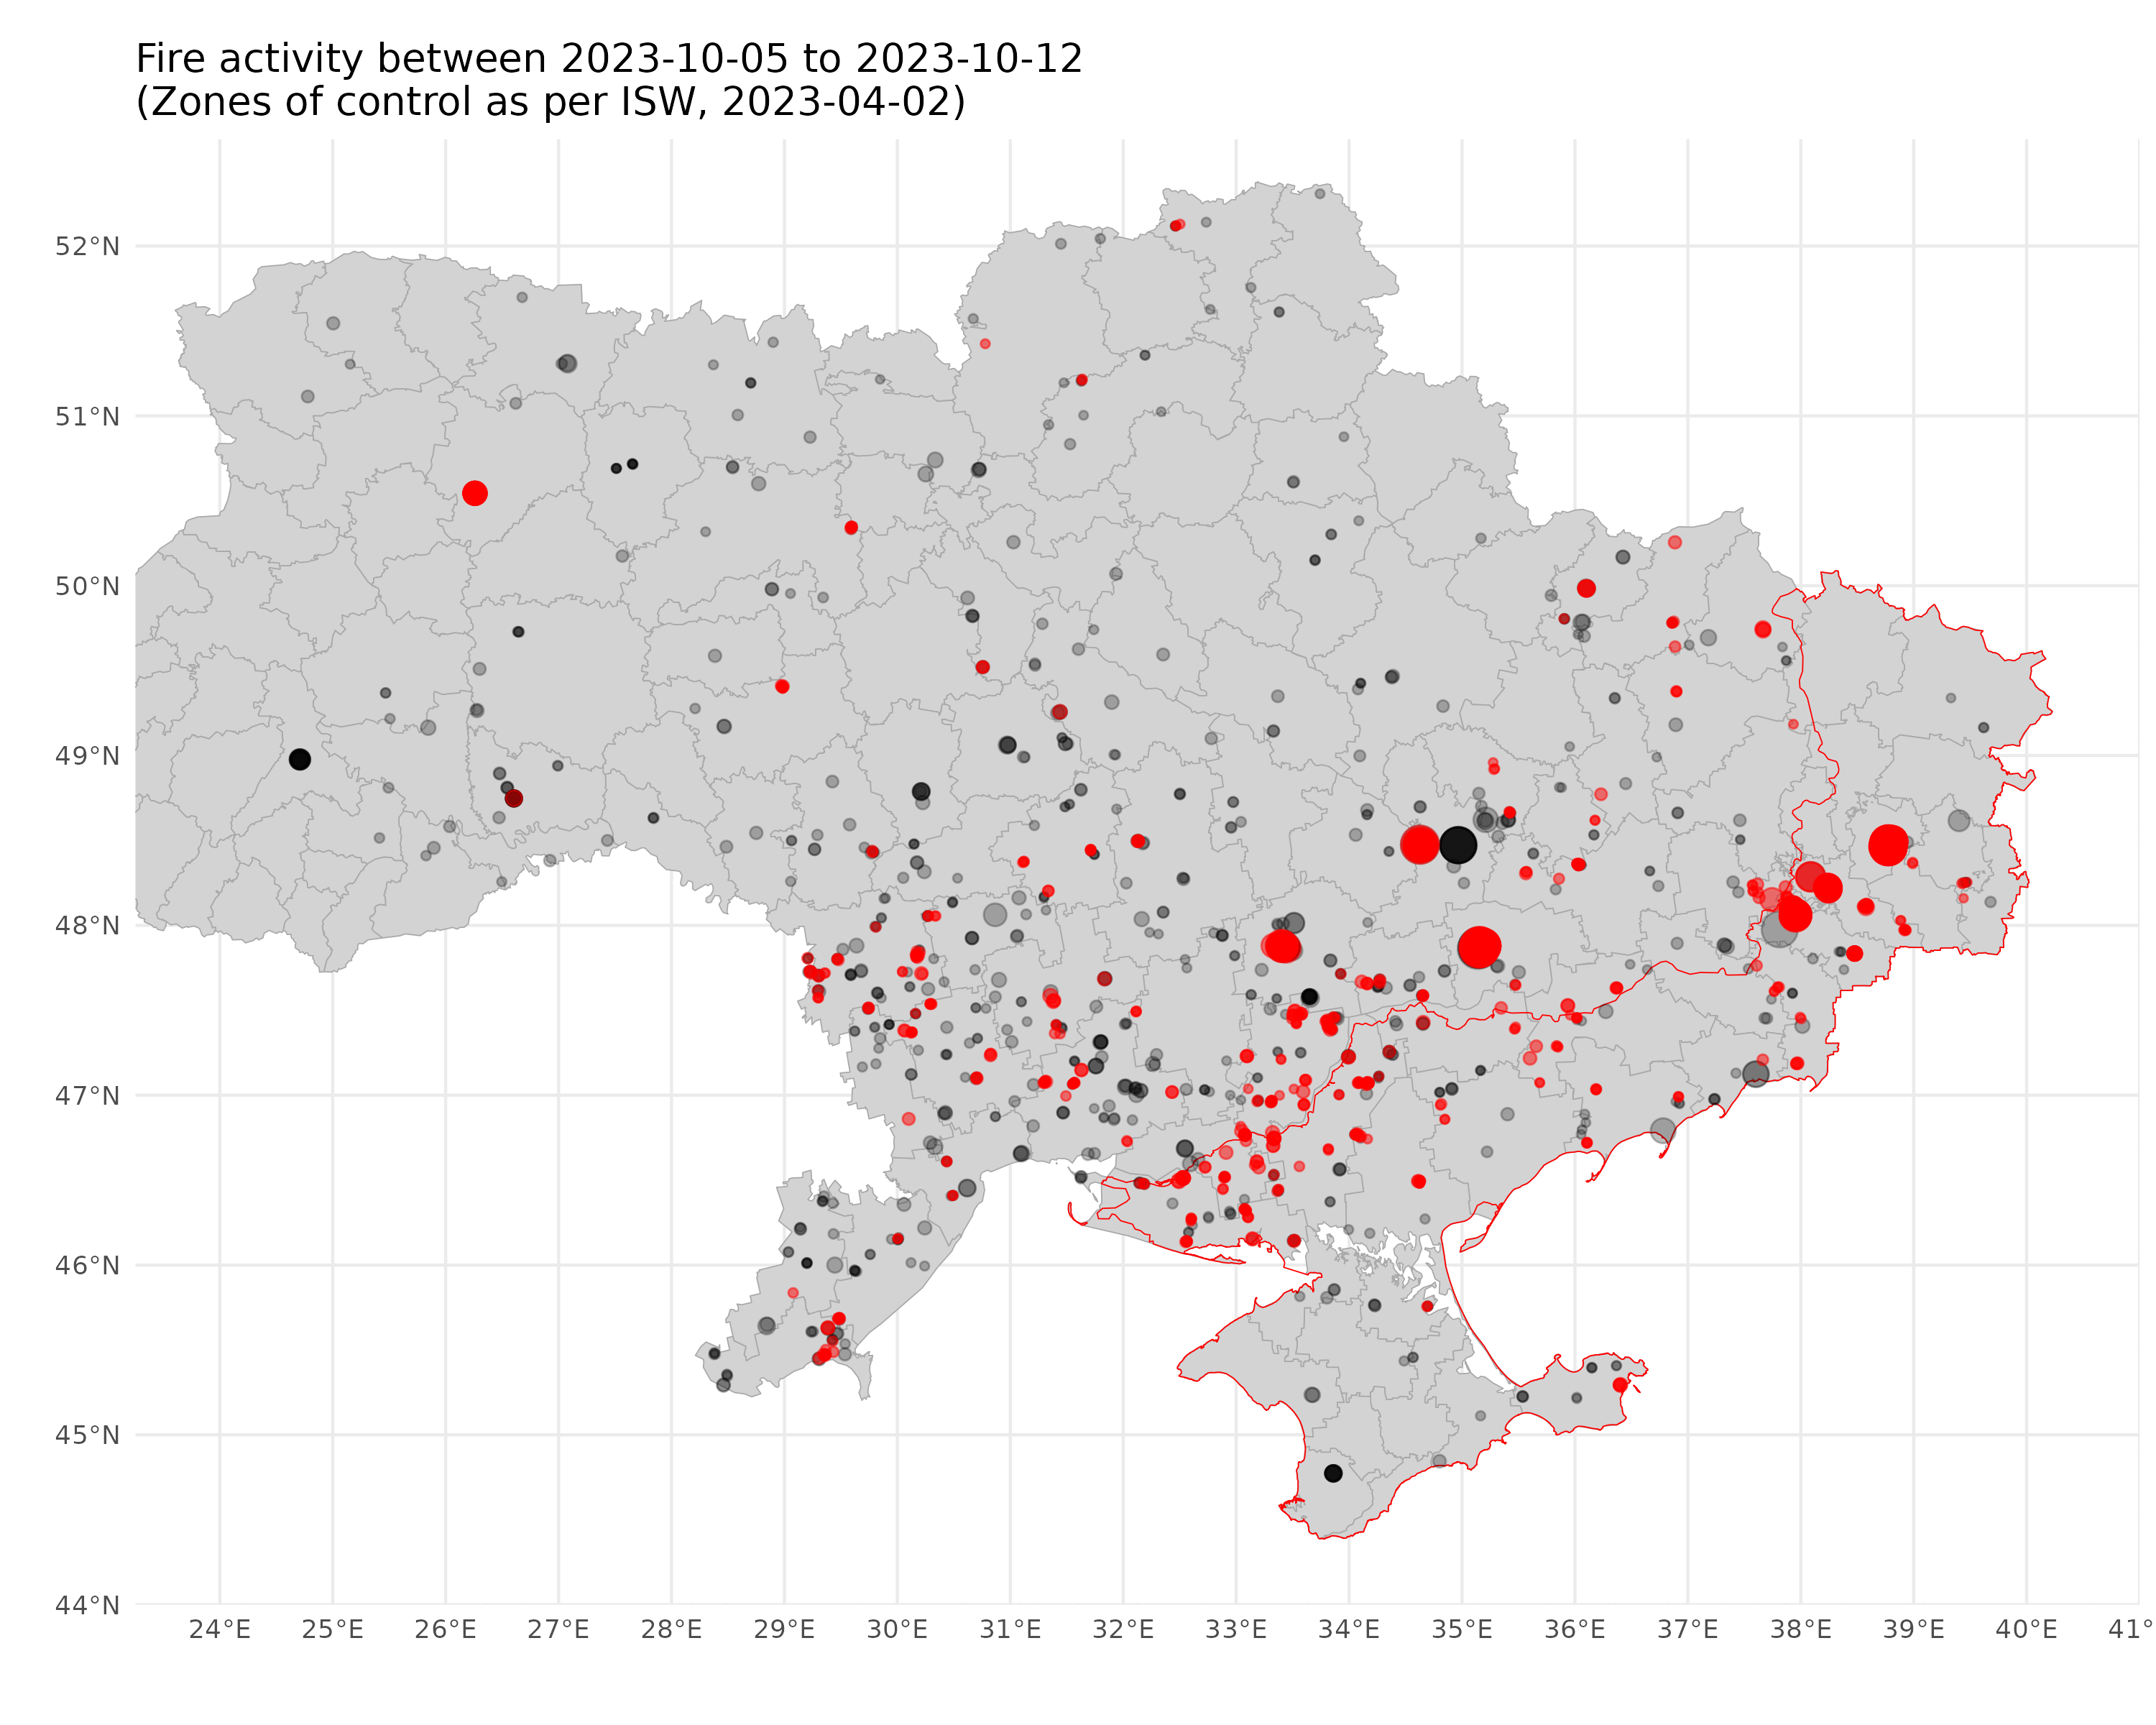 Fire activity between 2023-10-05 to 2023-10-12
(Zones of control as per ISW, 2023-04-02)
52°N
51°N
50°N
49°N
48°N
47°N
46°N
45°N
44°N
24°E 25°E 26°E 27°E 28°E 29°E 30°E 31°E 32°E 33°E 34°E 35°E 36°E 37°E 38°E 39°E 40°E 41°